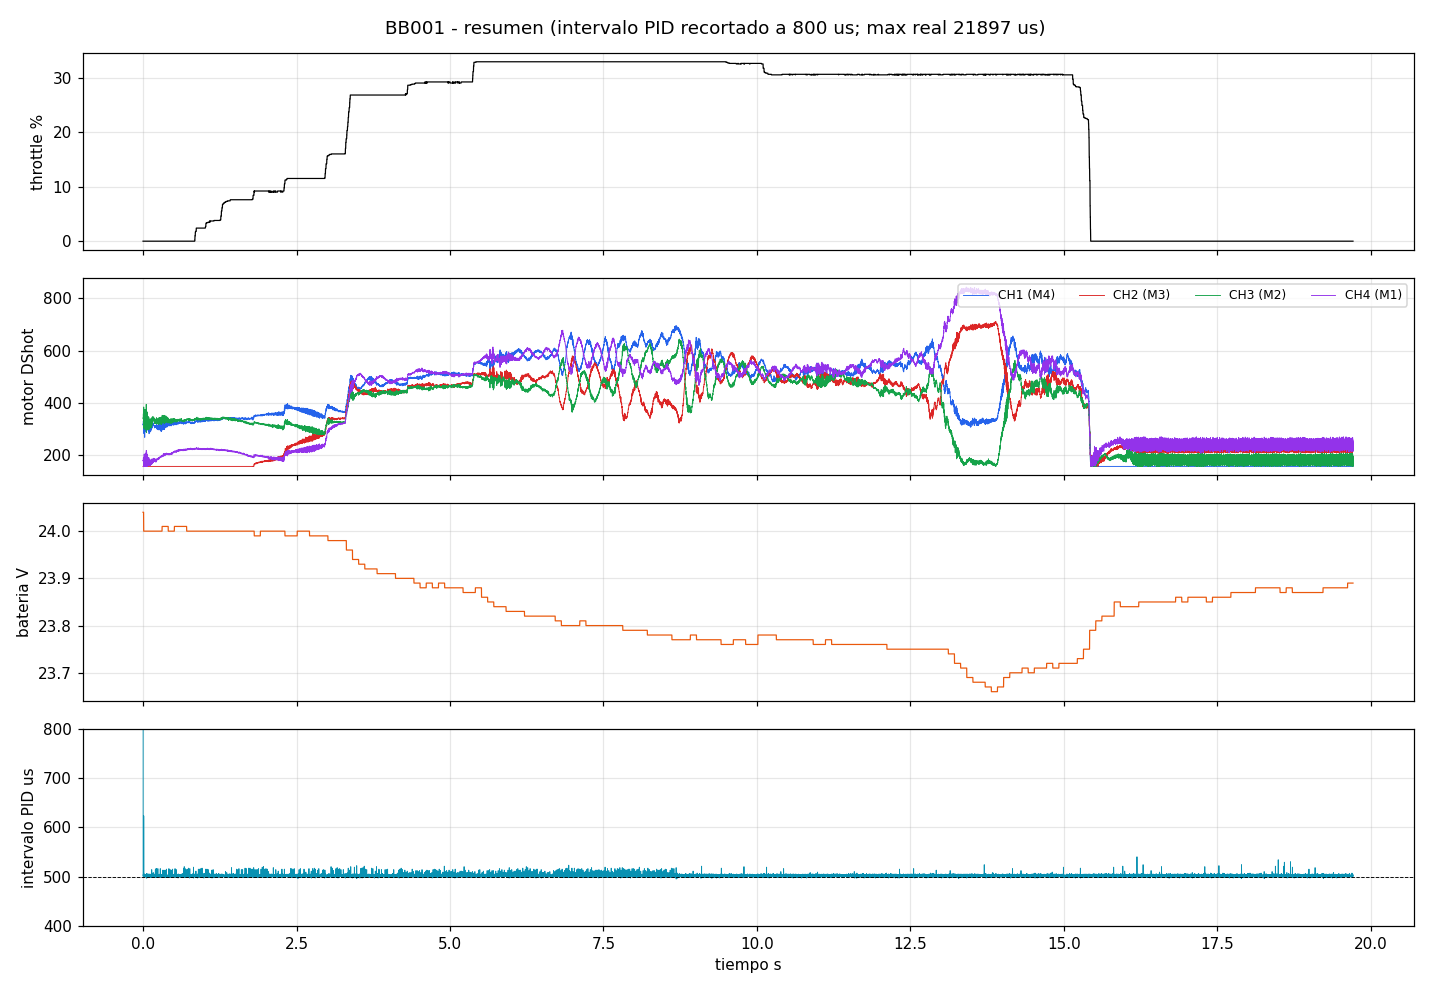 BB001 - resumen (intervalo PID recortado a 800 us; max real 21897 us)
throttle %
30
20
10
0
motor DShot
800
600
400
200
CH1 (M4) CH2 (M3) CH3 (M2) CH4 (M1)
bateria V
24.0
23.9
23.8
23.7
intervalo PID us
800
700
600
500
400
0.0 2.5 5.0 7.5 10.0 12.5 15.0 17.5 20.0
tiempo s